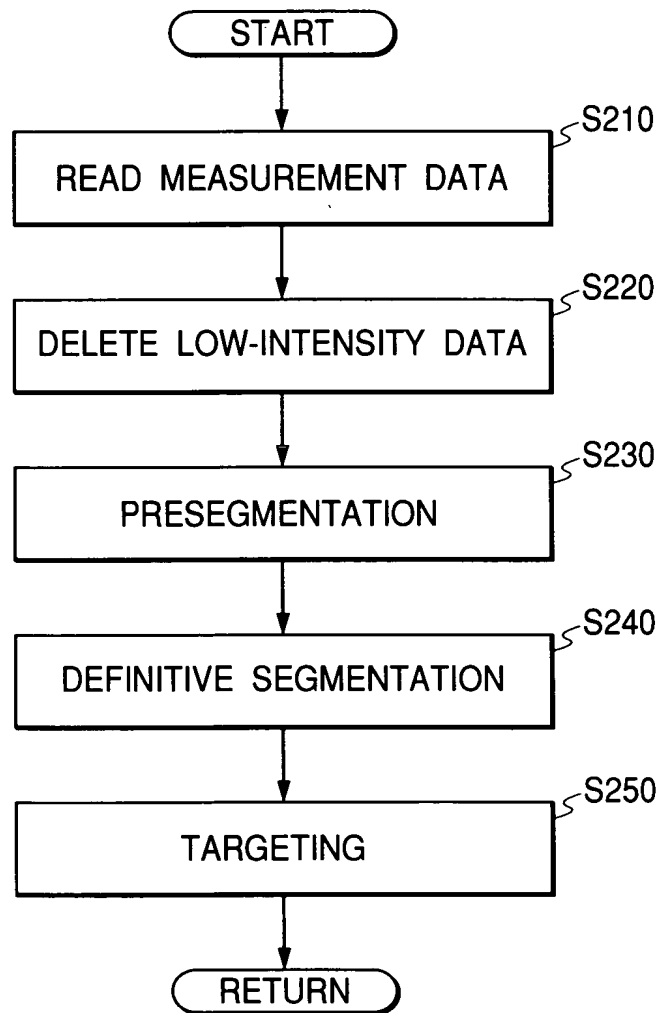 START
S210
READ MEASUREMENT DATA
S220
DELETE LOW-INTENSITY DATA
S230
PRESEGMENTATION
S240
DEFINITIVE SEGMENTATION
S250
TARGETING
RETURN